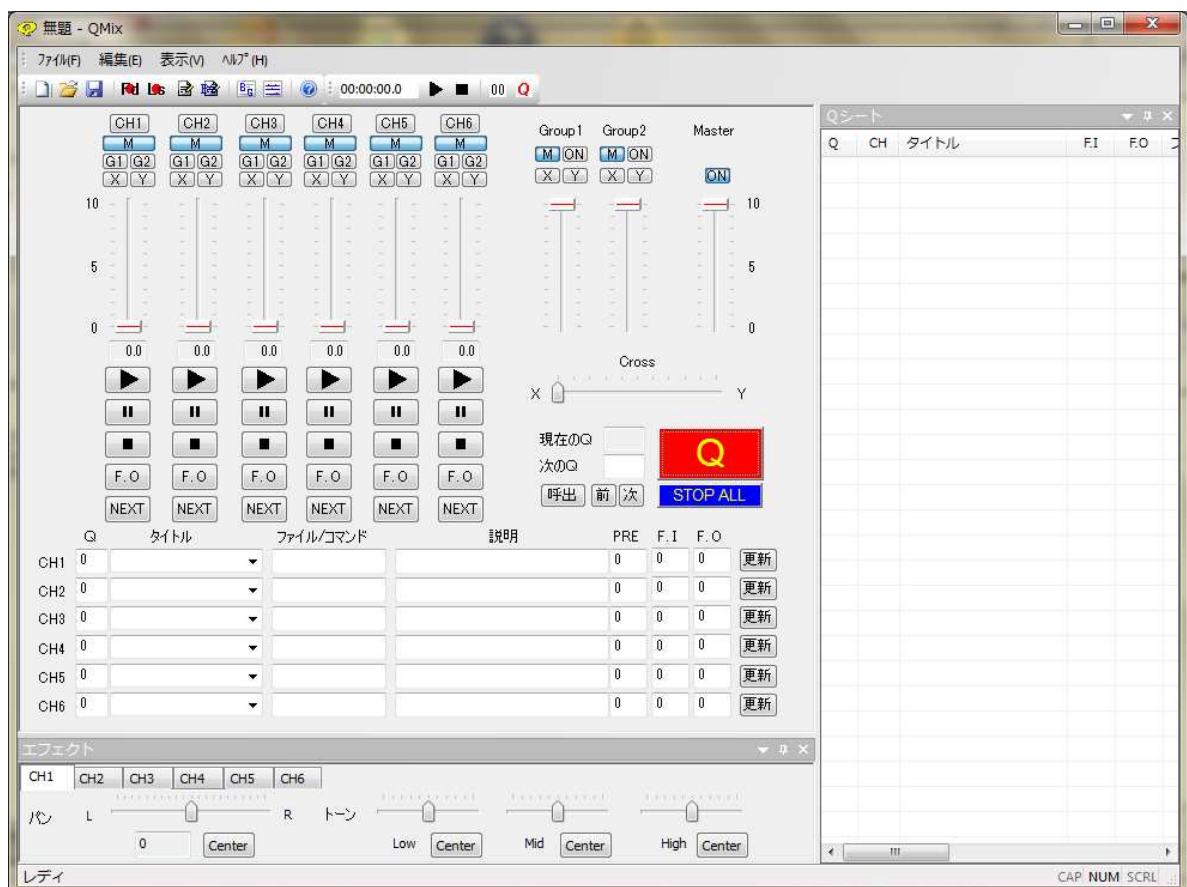 無題 - QMix
ﾌｧｲﾙ(F) 編集(E) 表示(V) ﾍﾙﾌﾟ(H)
00:00:00.0 00 Q
CH1 CH2 CH3 CH4 CH5 CH6 Group1 Group2 Master
M M M M M M M ON M ON
G1 G2 G1 G2 G1 G2 G1 G2 G1 G2 G1 G2
X Y X Y X Y X Y X Y X Y X Y X Y ON
10 10
5 5
0 0
0.0 0.0 0.0 0.0 0.0 0.0
Cross
X Y
現在のQ
次のQ
Q
F.O F.O F.O F.O F.O F.O
呼出 前 次 STOP ALL
NEXT NEXT NEXT NEXT NEXT NEXT
Q タイトル ファイル/コマンド 説明 PRE F.I F.O
CH1 0 0 0 0 更新
CH2 0 0 0 0 更新
CH3 0 0 0 0 更新
CH4 0 0 0 0 更新
CH5 0 0 0 0 更新
CH6 0 0 0 0 更新
エフェクト
CH1 CH2 CH3 CH4 CH5 CH6
パン L R トーン
0 Center Low Center Mid Center High Center
Qシート
Q CH タイトル F.I F.O
レディ
CAP NUM SCRL